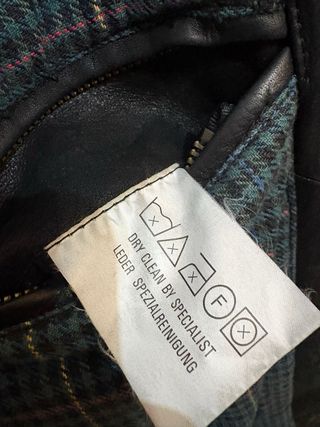 F
DRY CLEAN BY SPECIALIST
LEDER SPEZIALREINIGUNG